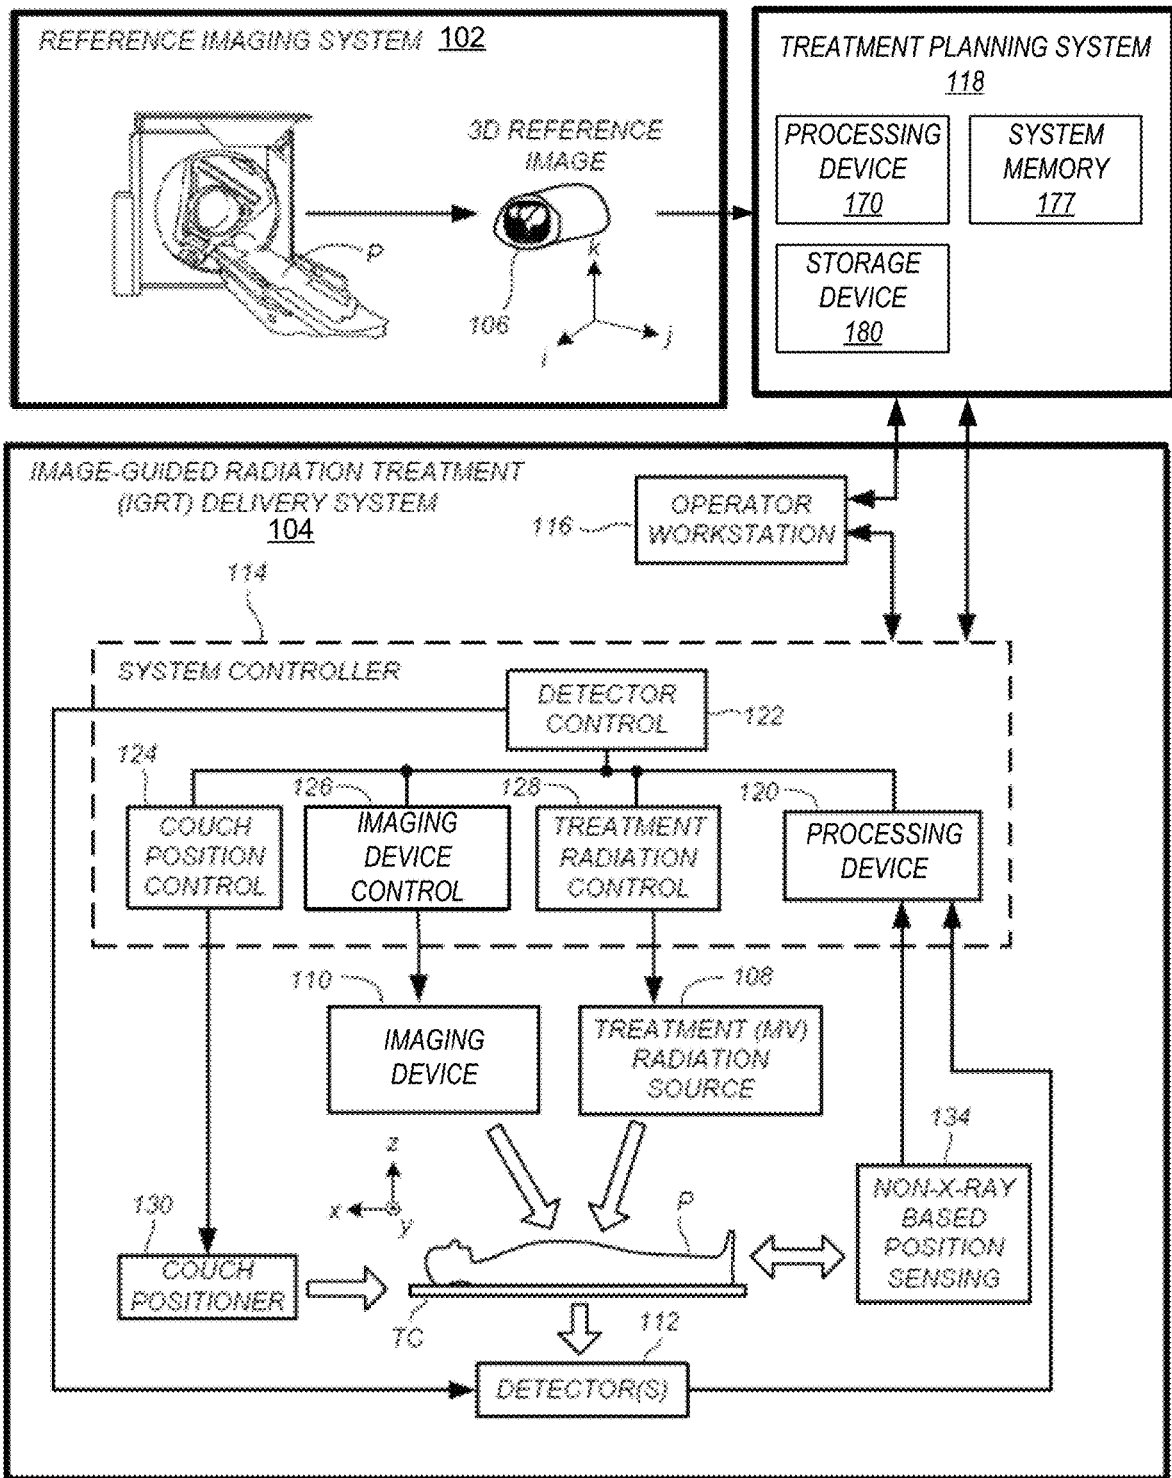 REFERENCE IMAGING SYSTEM 102
3D REFERENCE
IMAGE
P
106
k
i
j
TREATMENT PLANNING SYSTEM
118
PROCESSING
DEVICE
170
SYSTEM
MEMORY
177
STORAGE
DEVICE
180
IMAGE-GUIDED RADIATION TREATMENT
(IGRT) DELIVERY SYSTEM
104
116
OPERATOR
WORKSTATION
114
SYSTEM CONTROLLER
DETECTOR
CONTROL
122
124
COUCH
POSITION
CONTROL
126
IMAGING
DEVICE
CONTROL
128
TREATMENT
RADIATION
CONTROL
120
PROCESSING
DEVICE
110
IMAGING
DEVICE
108
TREATMENT (MV)
RADIATION
SOURCE
134
NON-X-RAY
BASED
POSITION
SENSING
130
COUCH
POSITIONER
z
x
y
P
TC
112
DETECTOR(S)